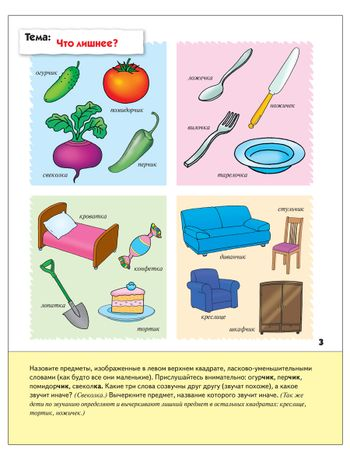 Тема:
Что лишнее?
огурчик
помидорчик
свеколка
перчик
ложечка
ножичек
вилочка
тарелочка
кроватка
конфетка
лопатка
тортик
стульчик
диванчик
креслице
шкафчик
3
Назовите предметы, изображенные в левом верхнем квадрате, ласково-уменьшительными
словами (как будто все они маленькие). Прислушайтесь внимательно: огурчик, перчик,
помидорчик, свеколка. Какие три слова созвучны друг другу (звучат похоже), а какое
звучит иначе? (Свеколка.) Вычеркните предмет, название которого звучит иначе. (Так же
дети по звучанию определяют и вычеркивают лишний предмет в остальных квадратах: креслице,
тортик, ножичек.)